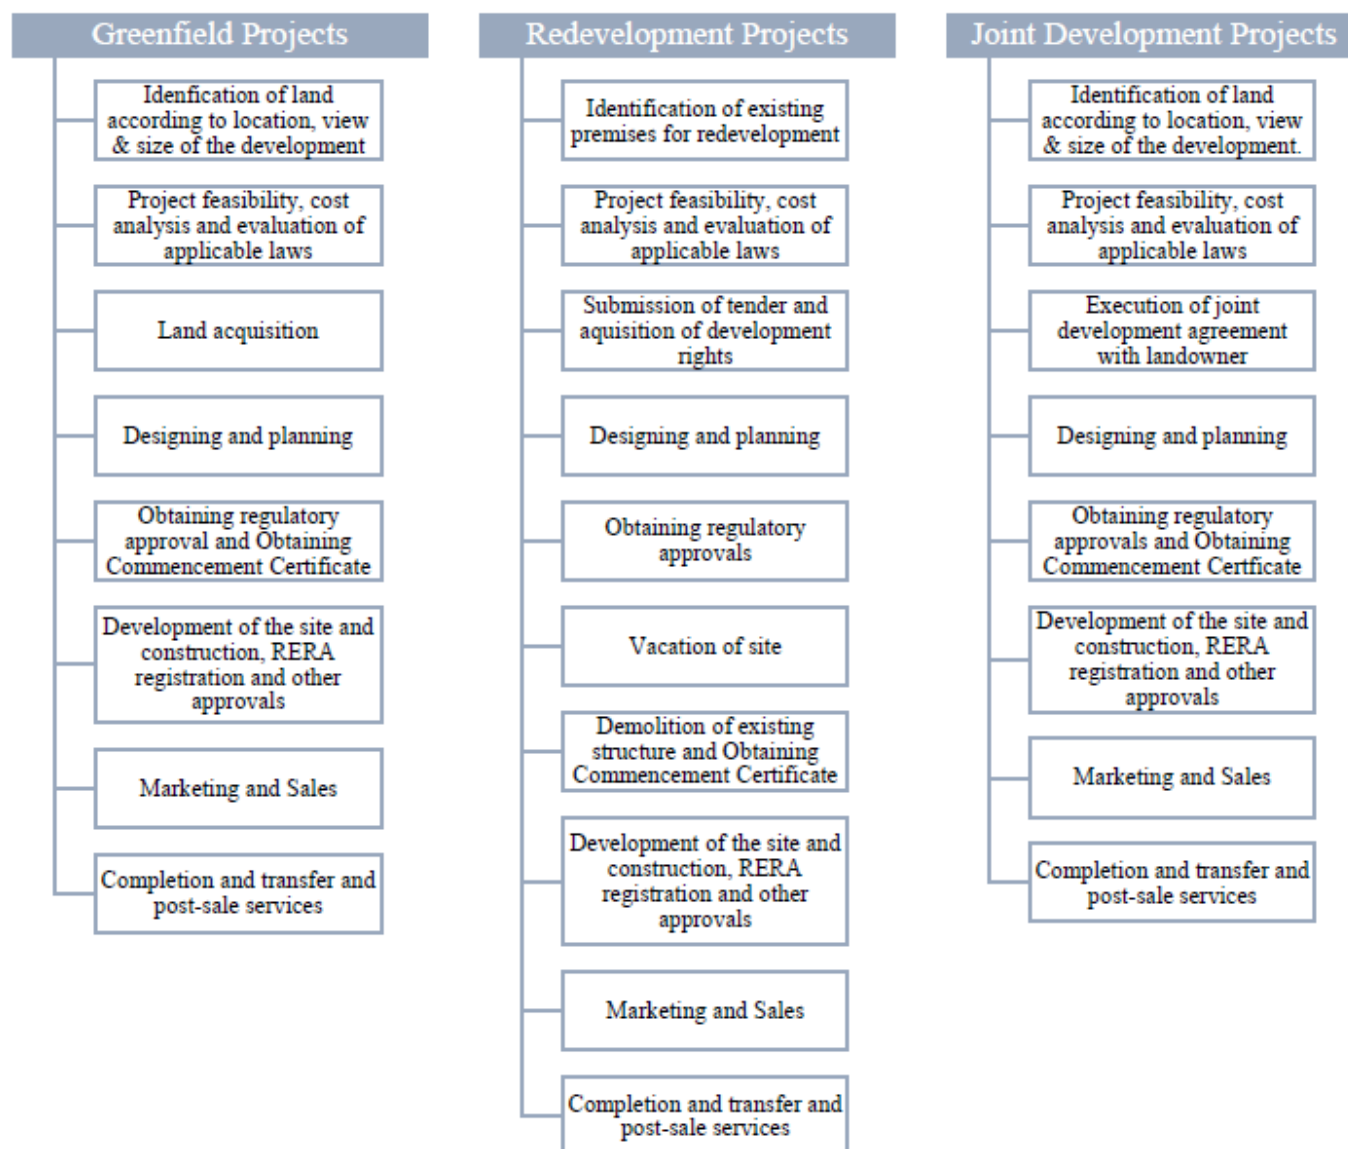 Greenfield Projects
Idenfication of land
according to location, view
& size of the development
Project feasibility, cost
analysis and evaluation of
applicable laws
Land acquisition
Designing and planning
Obtaining regulatory
approval and Obtaining
Commencement Certificate
Development of the site and
construction, RERA
registration and other
approvals
Marketing and Sales
Completion and transfer and
post-sale services
Redevelopment Projects
Identification of existing
premises for redevelopment
Project feasibility, cost
analysis and evaluation of
applicable laws
Submission of tender and
aquisition of development
rights
Designing and planning
Obtaining regulatory
approvals
Vacation of site
Demolition of existing
structure and Obtaining
Commencement Certificate
Development of the site and
construction, RERA
registration and other
approvals
Marketing and Sales
Completion and transfer and
post-sale services
Joint Development Projects
Identification of land
according to location, view
& size of the development.
Project feasibility, cost
analysis and evaluation of
applicable laws
Execution of joint
development agreement
with landowner
Designing and planning
Obtaining regulatory
approvals and Obtaining
Commencement Certficate
Development of the site and
construction, RERA
registration and other
approvals
Marketing and Sales
Completion and transfer and
post-sale services